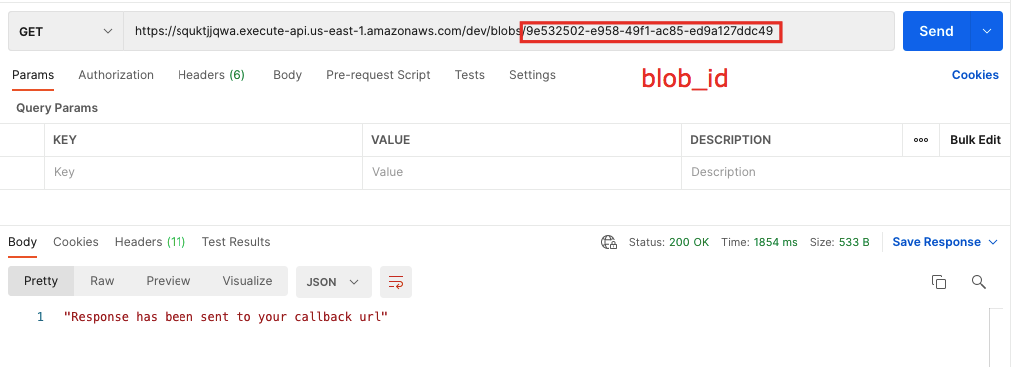 GET https://squktjjqwa.execute-api.us-east-1.amazonaws.com/dev/blobs/9e532502-e958-49f1-ac85-ed9a127ddc49 Send
Params Authorization Headers (6) Body Pre-request Script Tests Settings Cookies
blob_id
Query Params
KEY VALUE DESCRIPTION ooo Bulk Edit
Key Value Description
Body Cookies Headers (11) Test Results Status: 200 OK Time: 1854 ms Size: 533 B Save Response
Pretty Raw Preview Visualize JSON
1 "Response has been sent to your callback url"